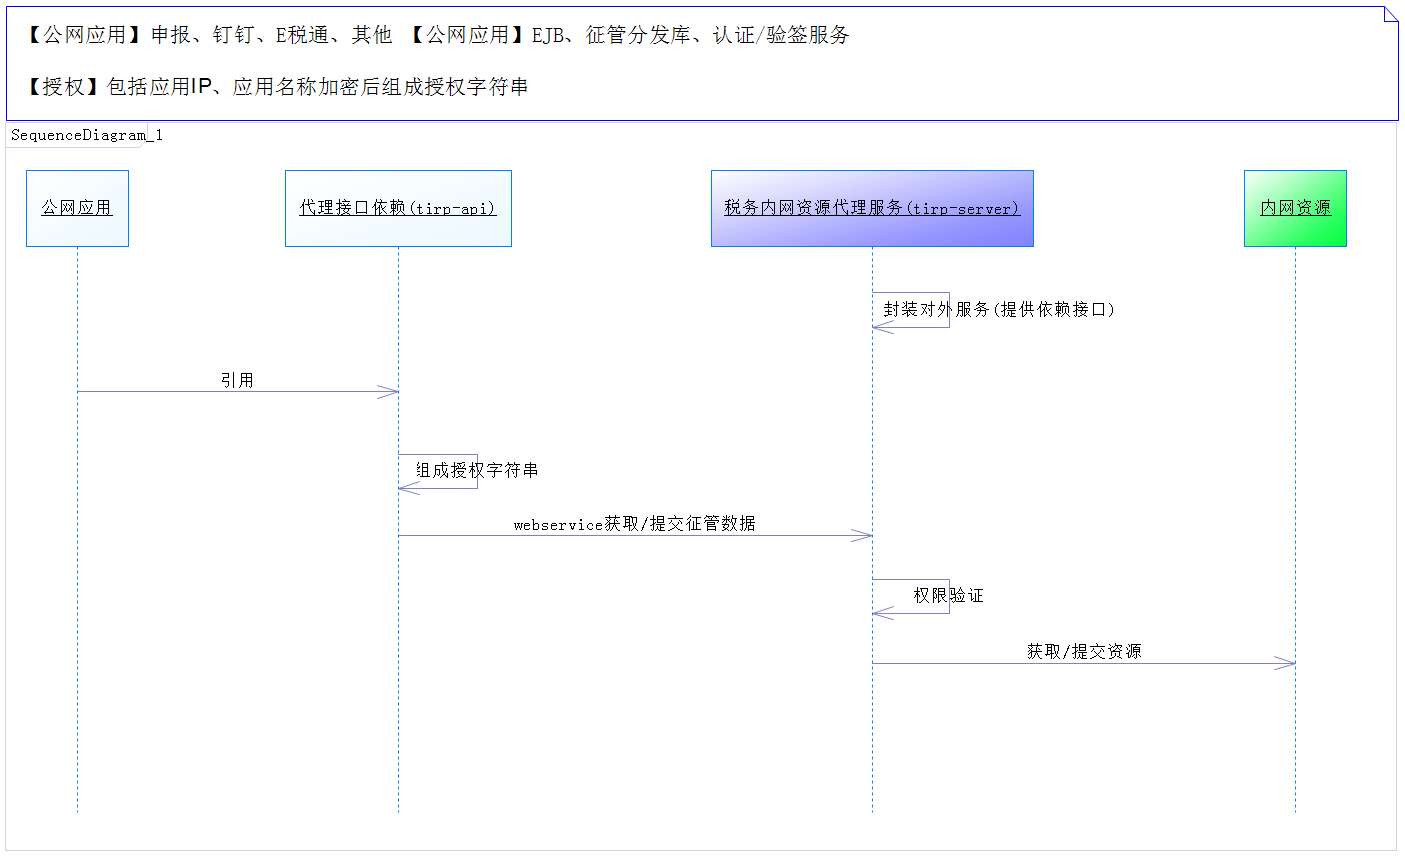 【公网应用】申报、钉钉、E税通、其他 【公网应用】EJB、征管分发库、认证/验签服务
【授权】包括应用IP、应用名称加密后组成授权字符串
SequenceDiagram_1
公网应用
代理接口依赖(tirp-api)
税务内网资源代理服务(tirp-server)
内网资源
封装对外服务(提供依赖接口)
引用
组成授权字符串
webservice获取/提交征管数据
权限验证
获取/提交资源